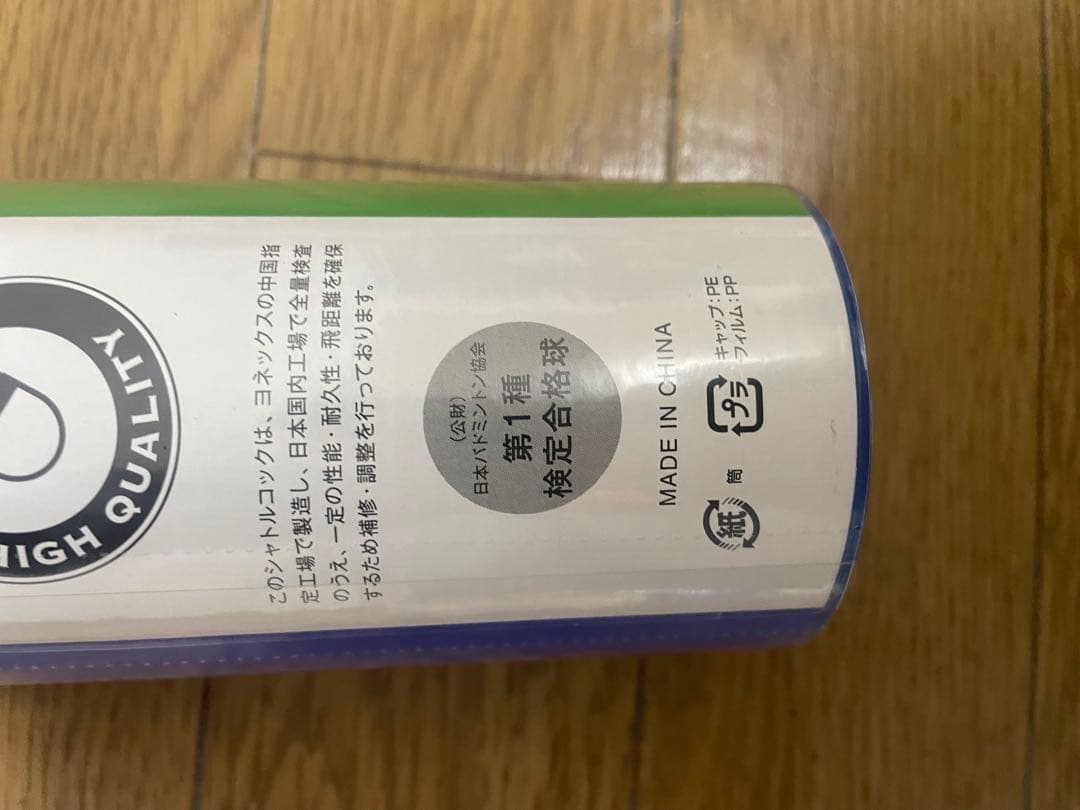 HIGH QUALITY
このシャトルコックは、ヨネックスの中国指
定工場で製造し、日本国内工場で全量検査
のうえ、一定の性能・耐久性・飛距離を確保
するため補修・調整を行っております。
(公財)
日本バドミントン協会
第1種
検定合格球
MADE IN CHINA
紙
筒
プラ
キャップ:PE
フィルム:PP